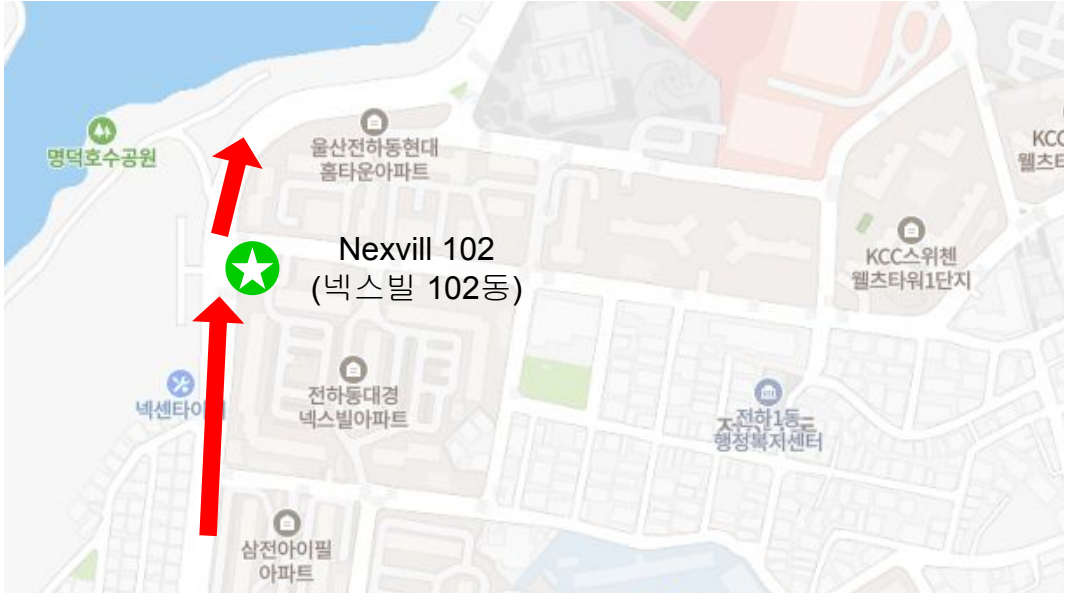 명덕호수공원
울산전하동현대
홈타운아파트
KCC
웰츠타
KCC스위첸
웰츠타워1단지
Nexvill 102
(넥스빌 102동)
넥센타이
전하동대경
넥스빌아파트
전하1동
행정복지센터
삼전아이필
아파트